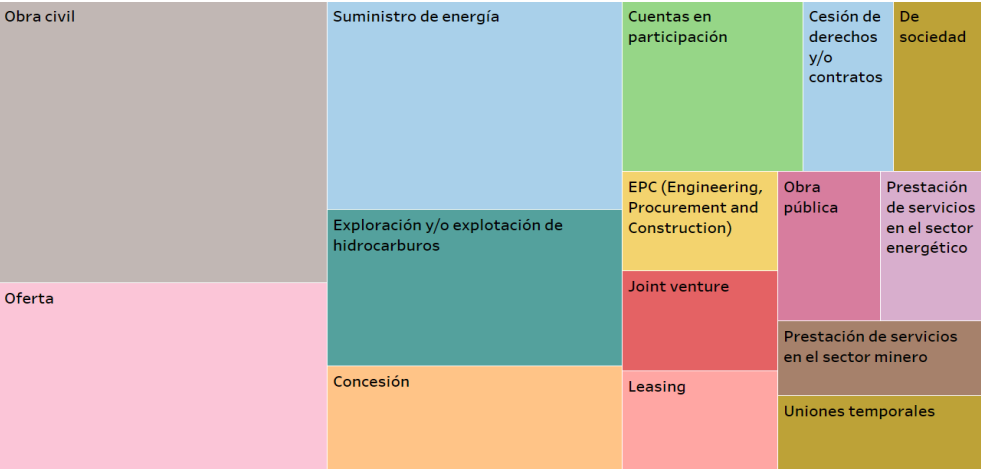 Obra civil
Oferta
Suministro de energía
Exploración y/o explotación de
hidrocarburos
Concesión
Cuentas en
participación
Cesión de
derechos
y/o
contratos
De
sociedad
EPC (Engineering,
Procurement and
Construction)
Joint venture
Leasing
Obra
pública
Prestación
de servicios
en el sector
energético
Prestación de servicios
en el sector minero
Uniones temporales